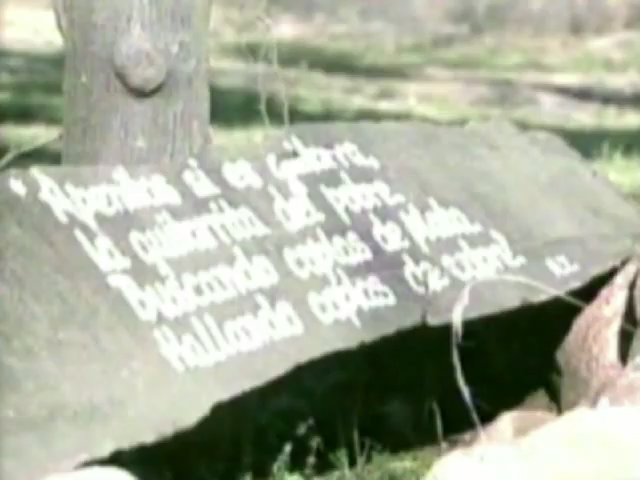 "Apenitas si es guitarra,
la guitarrita del pobre.
Buscando coplas de Plata.
Hallando coplas de cobre".
A.Y.